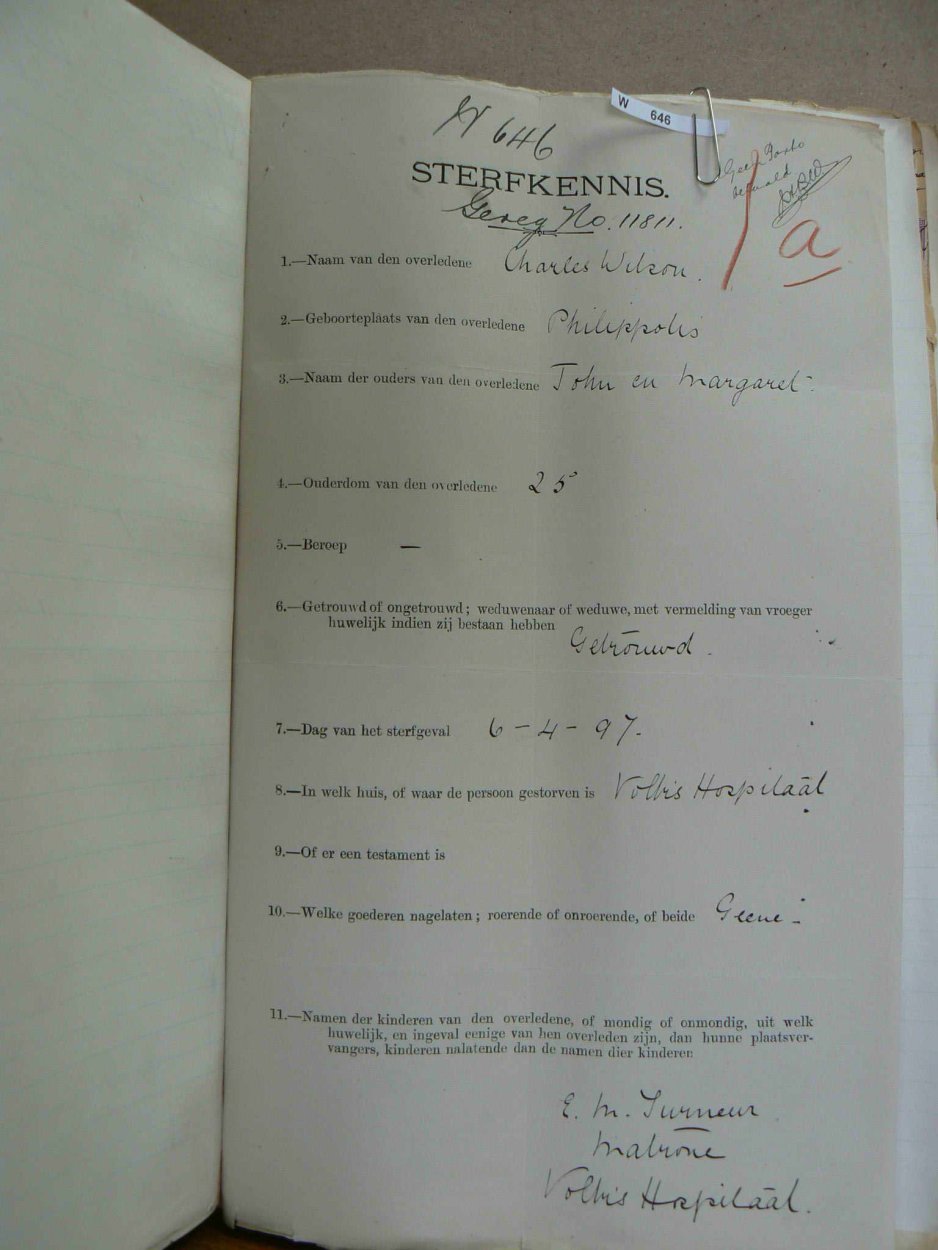 W 646
W 646
STERFKENNIS.
Gereg No. 11811.
a
1.—Naam van den overledene Charles Wilson.
2.—Geboorteplaats van den overledene Philippolis
3.—Naam der ouders van den overledene John en Margaret.
4.—Ouderdom van den overledene 25
5.—Beroep —
6.—Getrouwd of ongetrouwd; weduwenaar of weduwe, met vermelding van vroeger
huwelijk indien zij bestaan hebben
Getrouwd.
7.—Dag van het sterfgeval 6-4-97.
8.—In welk huis, of waar de persoon gestorven is Volks Hospitaal
9.—Of er een testament is
10.—Welke goederen nagelaten; roerende of onroerende, of beide Geene.
11.—Namen der kinderen van den overledene, of mondig of onmondig, uit welk
huwelijk, en ingeval eenige van hen overleden zijn, dan hunne plaatsver-
vangers, kinderen nalatende dan de namen dier kinderen
E. M. Turneur
Matrone
Volks Hospitaal.